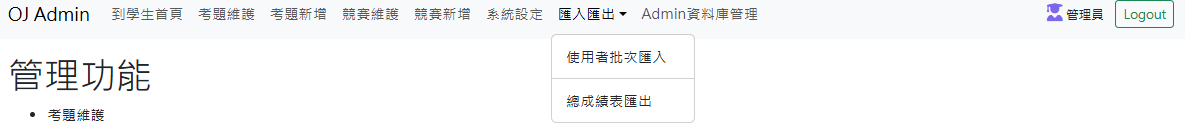 OJ Admin 到學生首頁 考題維護 考題新增 競賽維護 競賽新增 系統設定 匯入匯出 Admin資料庫管理 管理員 Logout
使用者批次匯入
總成績表匯出
管理功能
考題維護